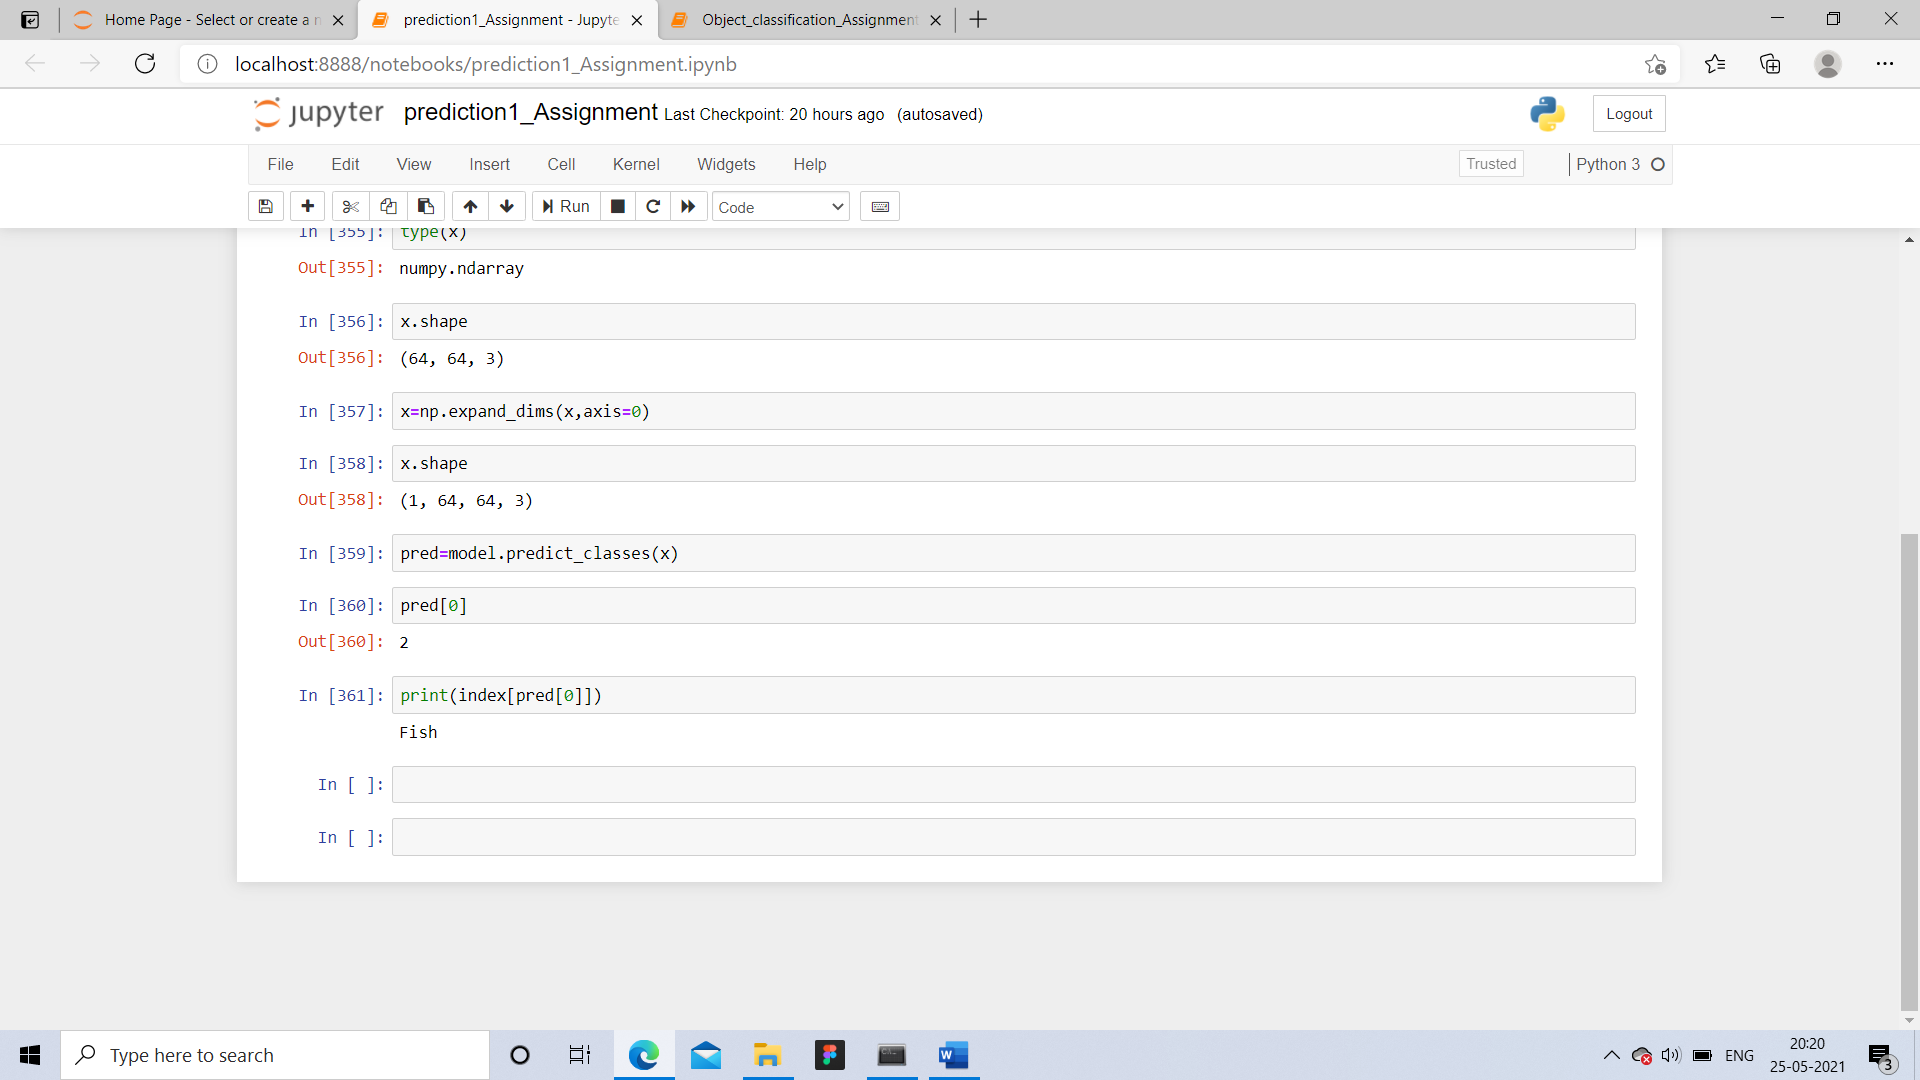 Home Page - Select or create a n
prediction1_Assignment - Jupyte
Object_classification_Assignment
localhost:8888/notebooks/prediction1_Assignment.ipynb
jupyter prediction1_Assignment Last Checkpoint: 20 hours ago (autosaved)
Logout
File Edit View Insert Cell Kernel Widgets Help
Trusted
Python 3
Run
Code
In [355]: type(x)
Out[355]: numpy.ndarray
In [356]: x.shape
Out[356]: (64, 64, 3)
In [357]: x=np.expand_dims(x,axis=0)
In [358]: x.shape
Out[358]: (1, 64, 64, 3)
In [359]: pred=model.predict_classes(x)
In [360]: pred[0]
Out[360]: 2
In [361]: print(index[pred[0]])
Fish
In [ ]:
In [ ]:
Type here to search
ENG
20:20
25-05-2021
3